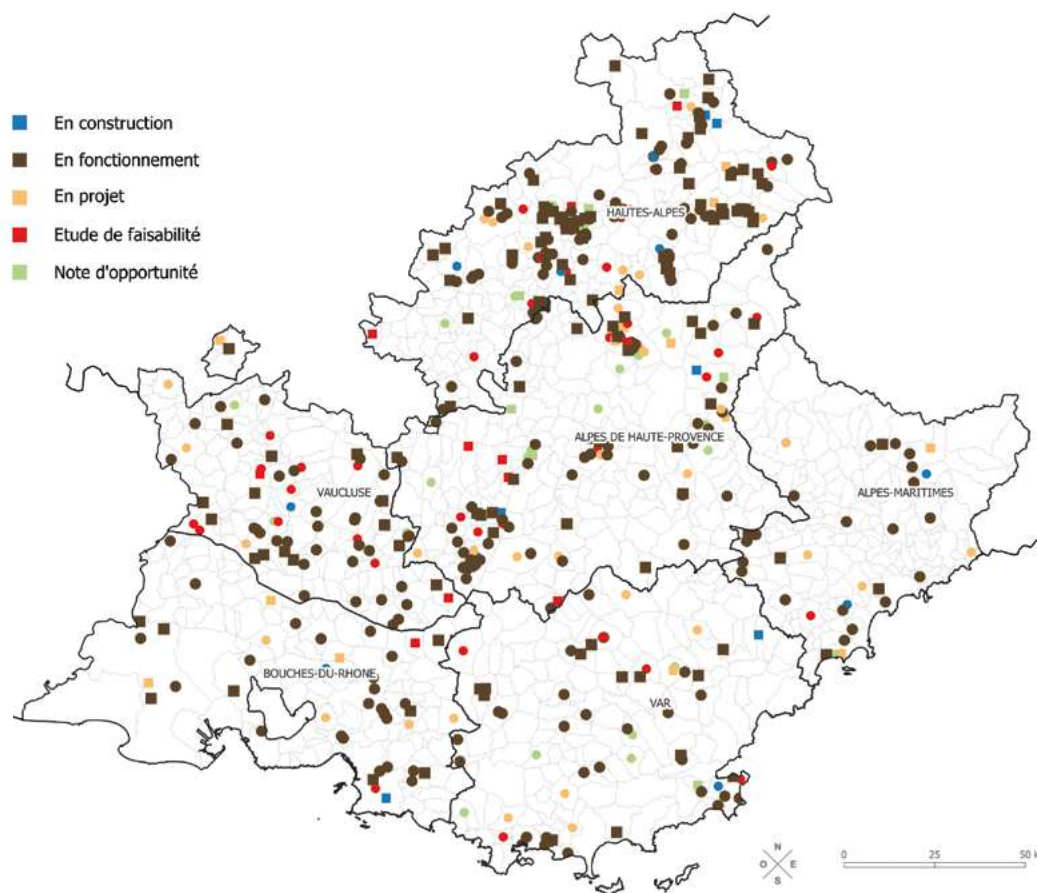 En construction
En fonctionnement
En projet
Etude de faisabilité
Note d'opportunité
HAUTES-ALPES
ALPES DE HAUTE-PROVENCE
VAUCLUSE
ALPES-MARITIMES
BOUCHES-DU-RHONE
VAR
N
O E
S
0 25 50 k